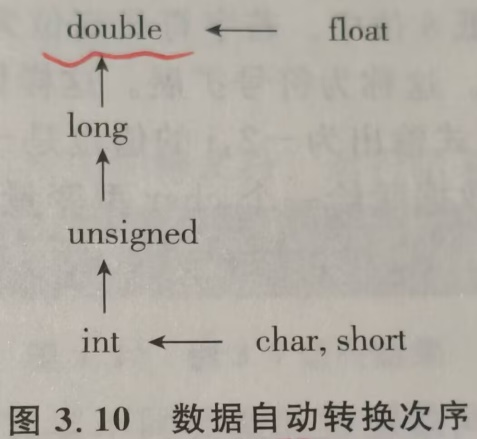 double float
long
unsigned
int char, short
图 3. 10 数据自动转换次序